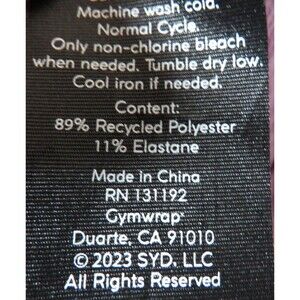 Machine wash cold.
Normal Cycle.
Only non-chlorine bleach
when needed. Tumble dry low.
Cool iron if needed.
Content:
89% Recycled Polyester
11% Elastane
Made in China
RN 131192
Gymwrap®
Duarte, CA 91010
© 2023 SYD, LLC
All Rights Reserved